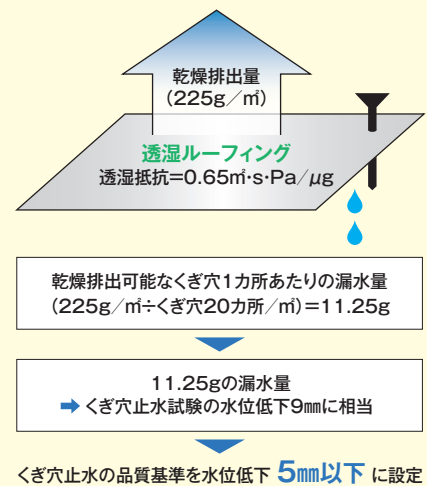 乾燥排出量
（225g／㎡）
透湿ルーフィング
透湿抵抗＝0.65㎡·s·Pa／μg
乾燥排出可能なくぎ穴1カ所あたりの漏水量
（225g／㎡÷くぎ穴20カ所／㎡）＝11.25g
11.25gの漏水量
➡ くぎ穴止水試験の水位低下9㎜に相当
くぎ穴止水の品質基準を水位低下 5㎜以下 に設定